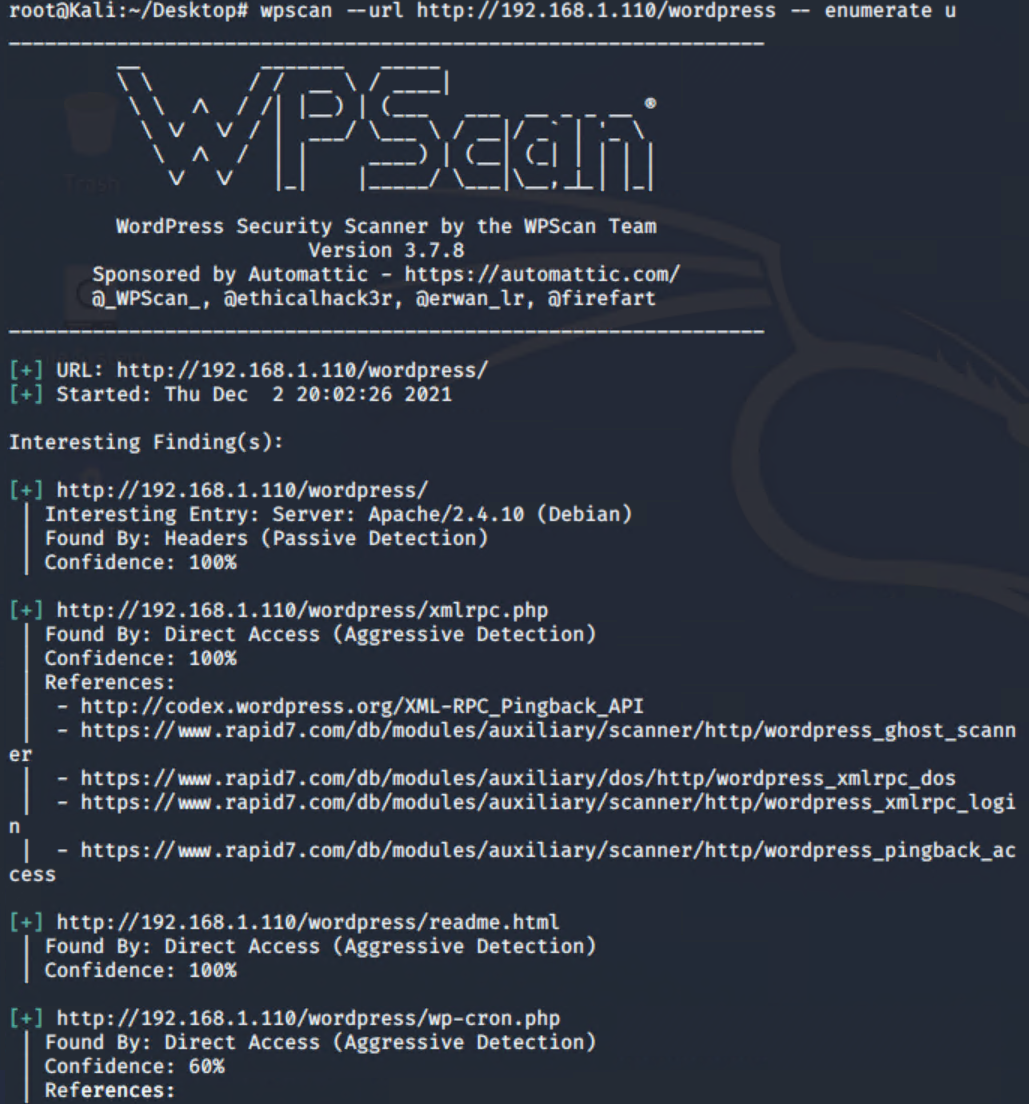 root@Kali:~/Desktop# wpscan --url http://192.168.1.110/wordpress -- enumerate u
WPScan®
WordPress Security Scanner by the WPScan Team
Version 3.7.8
Sponsored by Automattic - https://automattic.com/
@_WPScan_, @ethicalhack3r, @erwan_lr, @firefart
[+] URL: http://192.168.1.110/wordpress/
[+] Started: Thu Dec  2 20:02:26 2021
Interesting Finding(s):
[+] http://192.168.1.110/wordpress/
| Interesting Entry: Server: Apache/2.4.10 (Debian)
| Found By: Headers (Passive Detection)
| Confidence: 100%
[+] http://192.168.1.110/wordpress/xmlrpc.php
| Found By: Direct Access (Aggressive Detection)
| Confidence: 100%
| References:
|  - http://codex.wordpress.org/XML-RPC_Pingback_API
|  - https://www.rapid7.com/db/modules/auxiliary/scanner/http/wordpress_ghost_scann
er
|  - https://www.rapid7.com/db/modules/auxiliary/dos/http/wordpress_xmlrpc_dos
|  - https://www.rapid7.com/db/modules/auxiliary/scanner/http/wordpress_xmlrpc_logi
n
|  - https://www.rapid7.com/db/modules/auxiliary/scanner/http/wordpress_pingback_ac
cess
[+] http://192.168.1.110/wordpress/readme.html
| Found By: Direct Access (Aggressive Detection)
| Confidence: 100%
[+] http://192.168.1.110/wordpress/wp-cron.php
| Found By: Direct Access (Aggressive Detection)
| Confidence: 60%
| References:
Trash